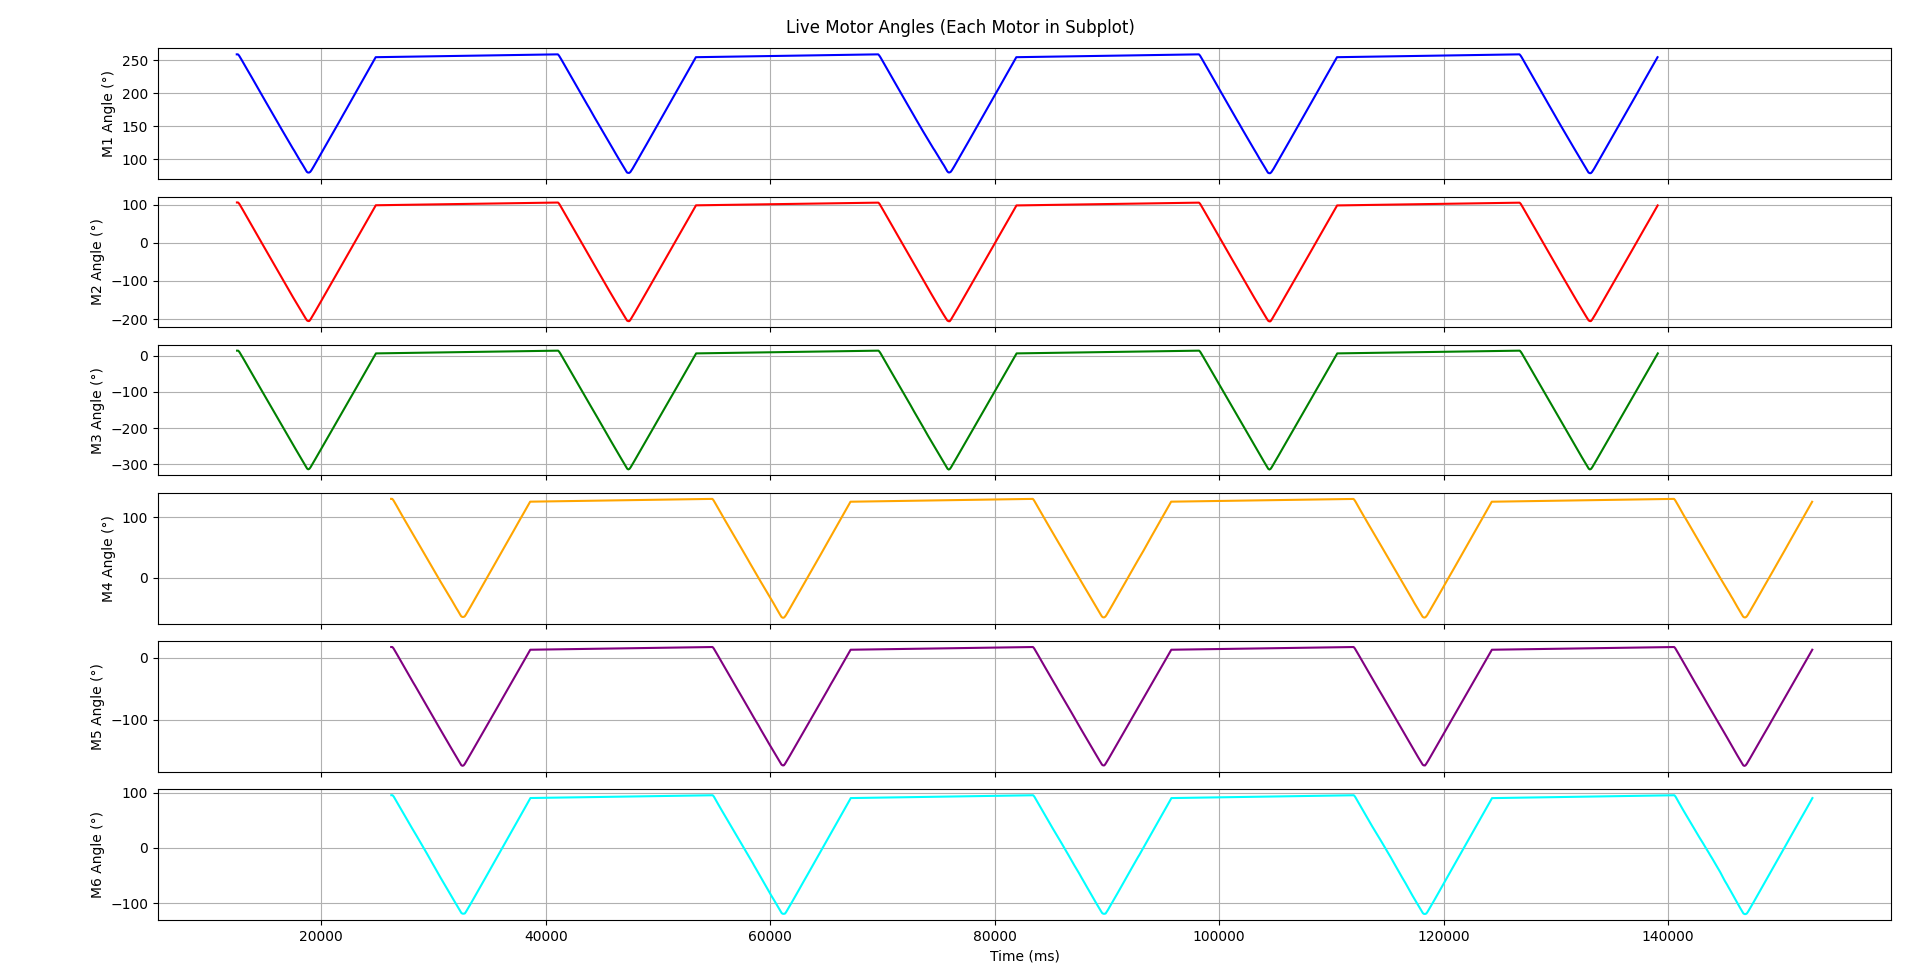 Live Motor Angles (Each Motor in Subplot)
M1 Angle (°)
250
200
150
100
M2 Angle (°)
100
0
−100
−200
M3 Angle (°)
0
−100
−200
−300
M4 Angle (°)
100
0
M5 Angle (°)
0
−100
M6 Angle (°)
100
0
−100
20000 40000 60000 80000 100000 120000 140000
Time (ms)